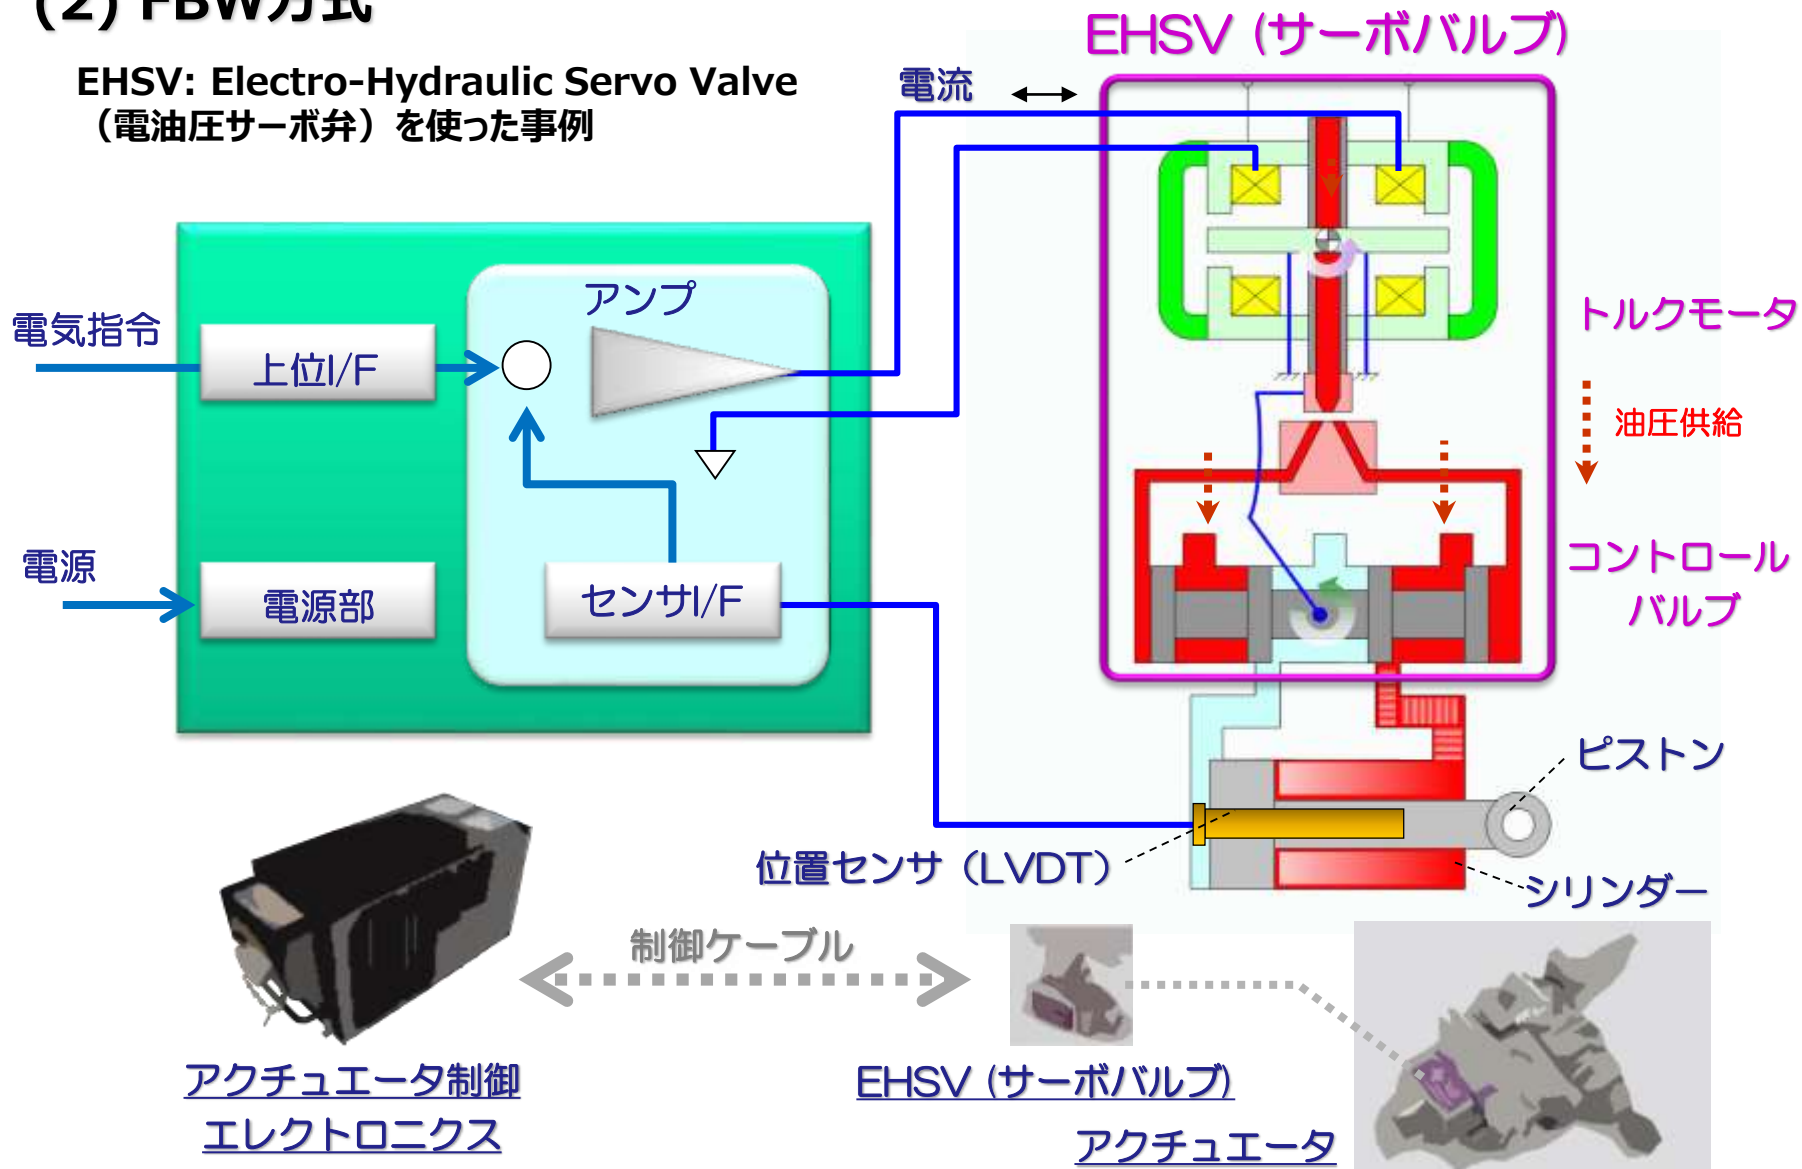 (2) FBW方式
EHSV: Electro-Hydraulic Servo Valve
（電油圧サーボ弁）を使った事例
EHSV (サーボバルブ)
電流
電気指令
上位I/F
アンプ
トルクモータ
油圧供給
電源
電源部
センサI/F
コントロール
バルブ
ピストン
位置センサ（LVDT）
シリンダー
制御ケーブル
アクチュエータ制御
エレクトロニクス
EHSV (サーボバルブ)
アクチュエータ